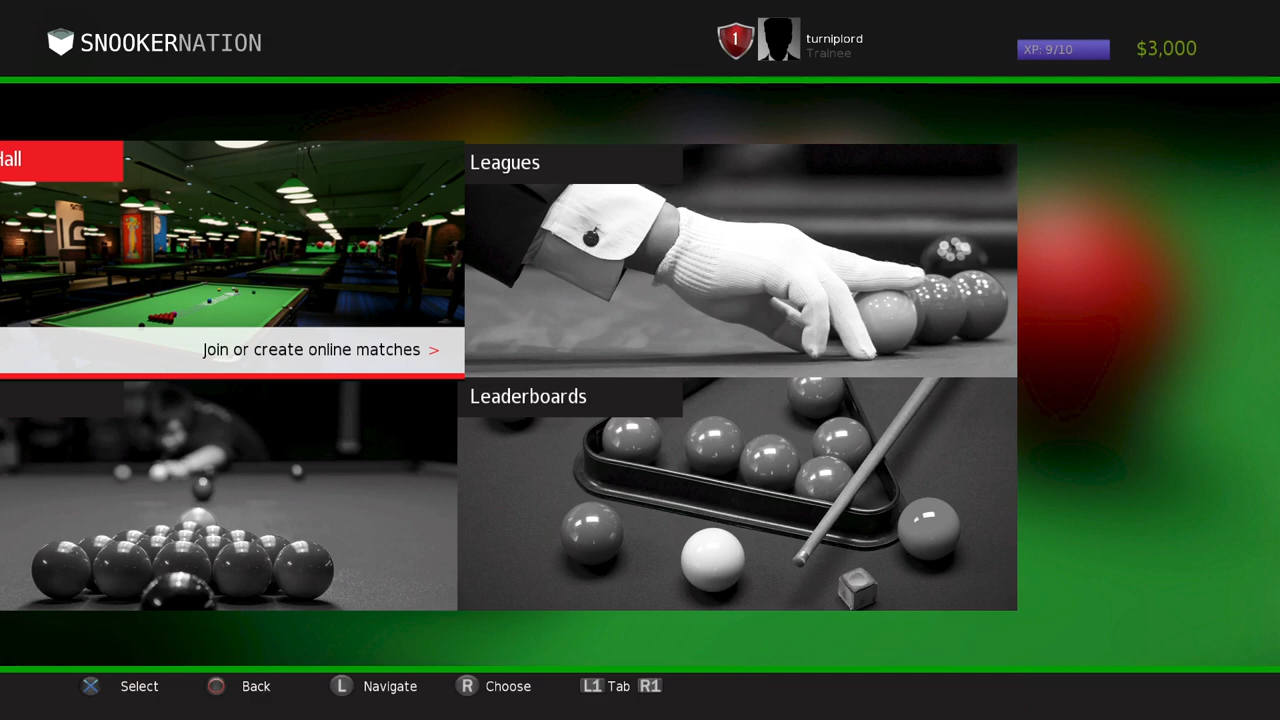 SNOOKERNATION
1
turniplord
Trainee
XP: 9/10
$3,000
Hall
Leagues
Join or create online matches >
Leaderboards
Select
Back
L Navigate
R Choose
L1 Tab R1